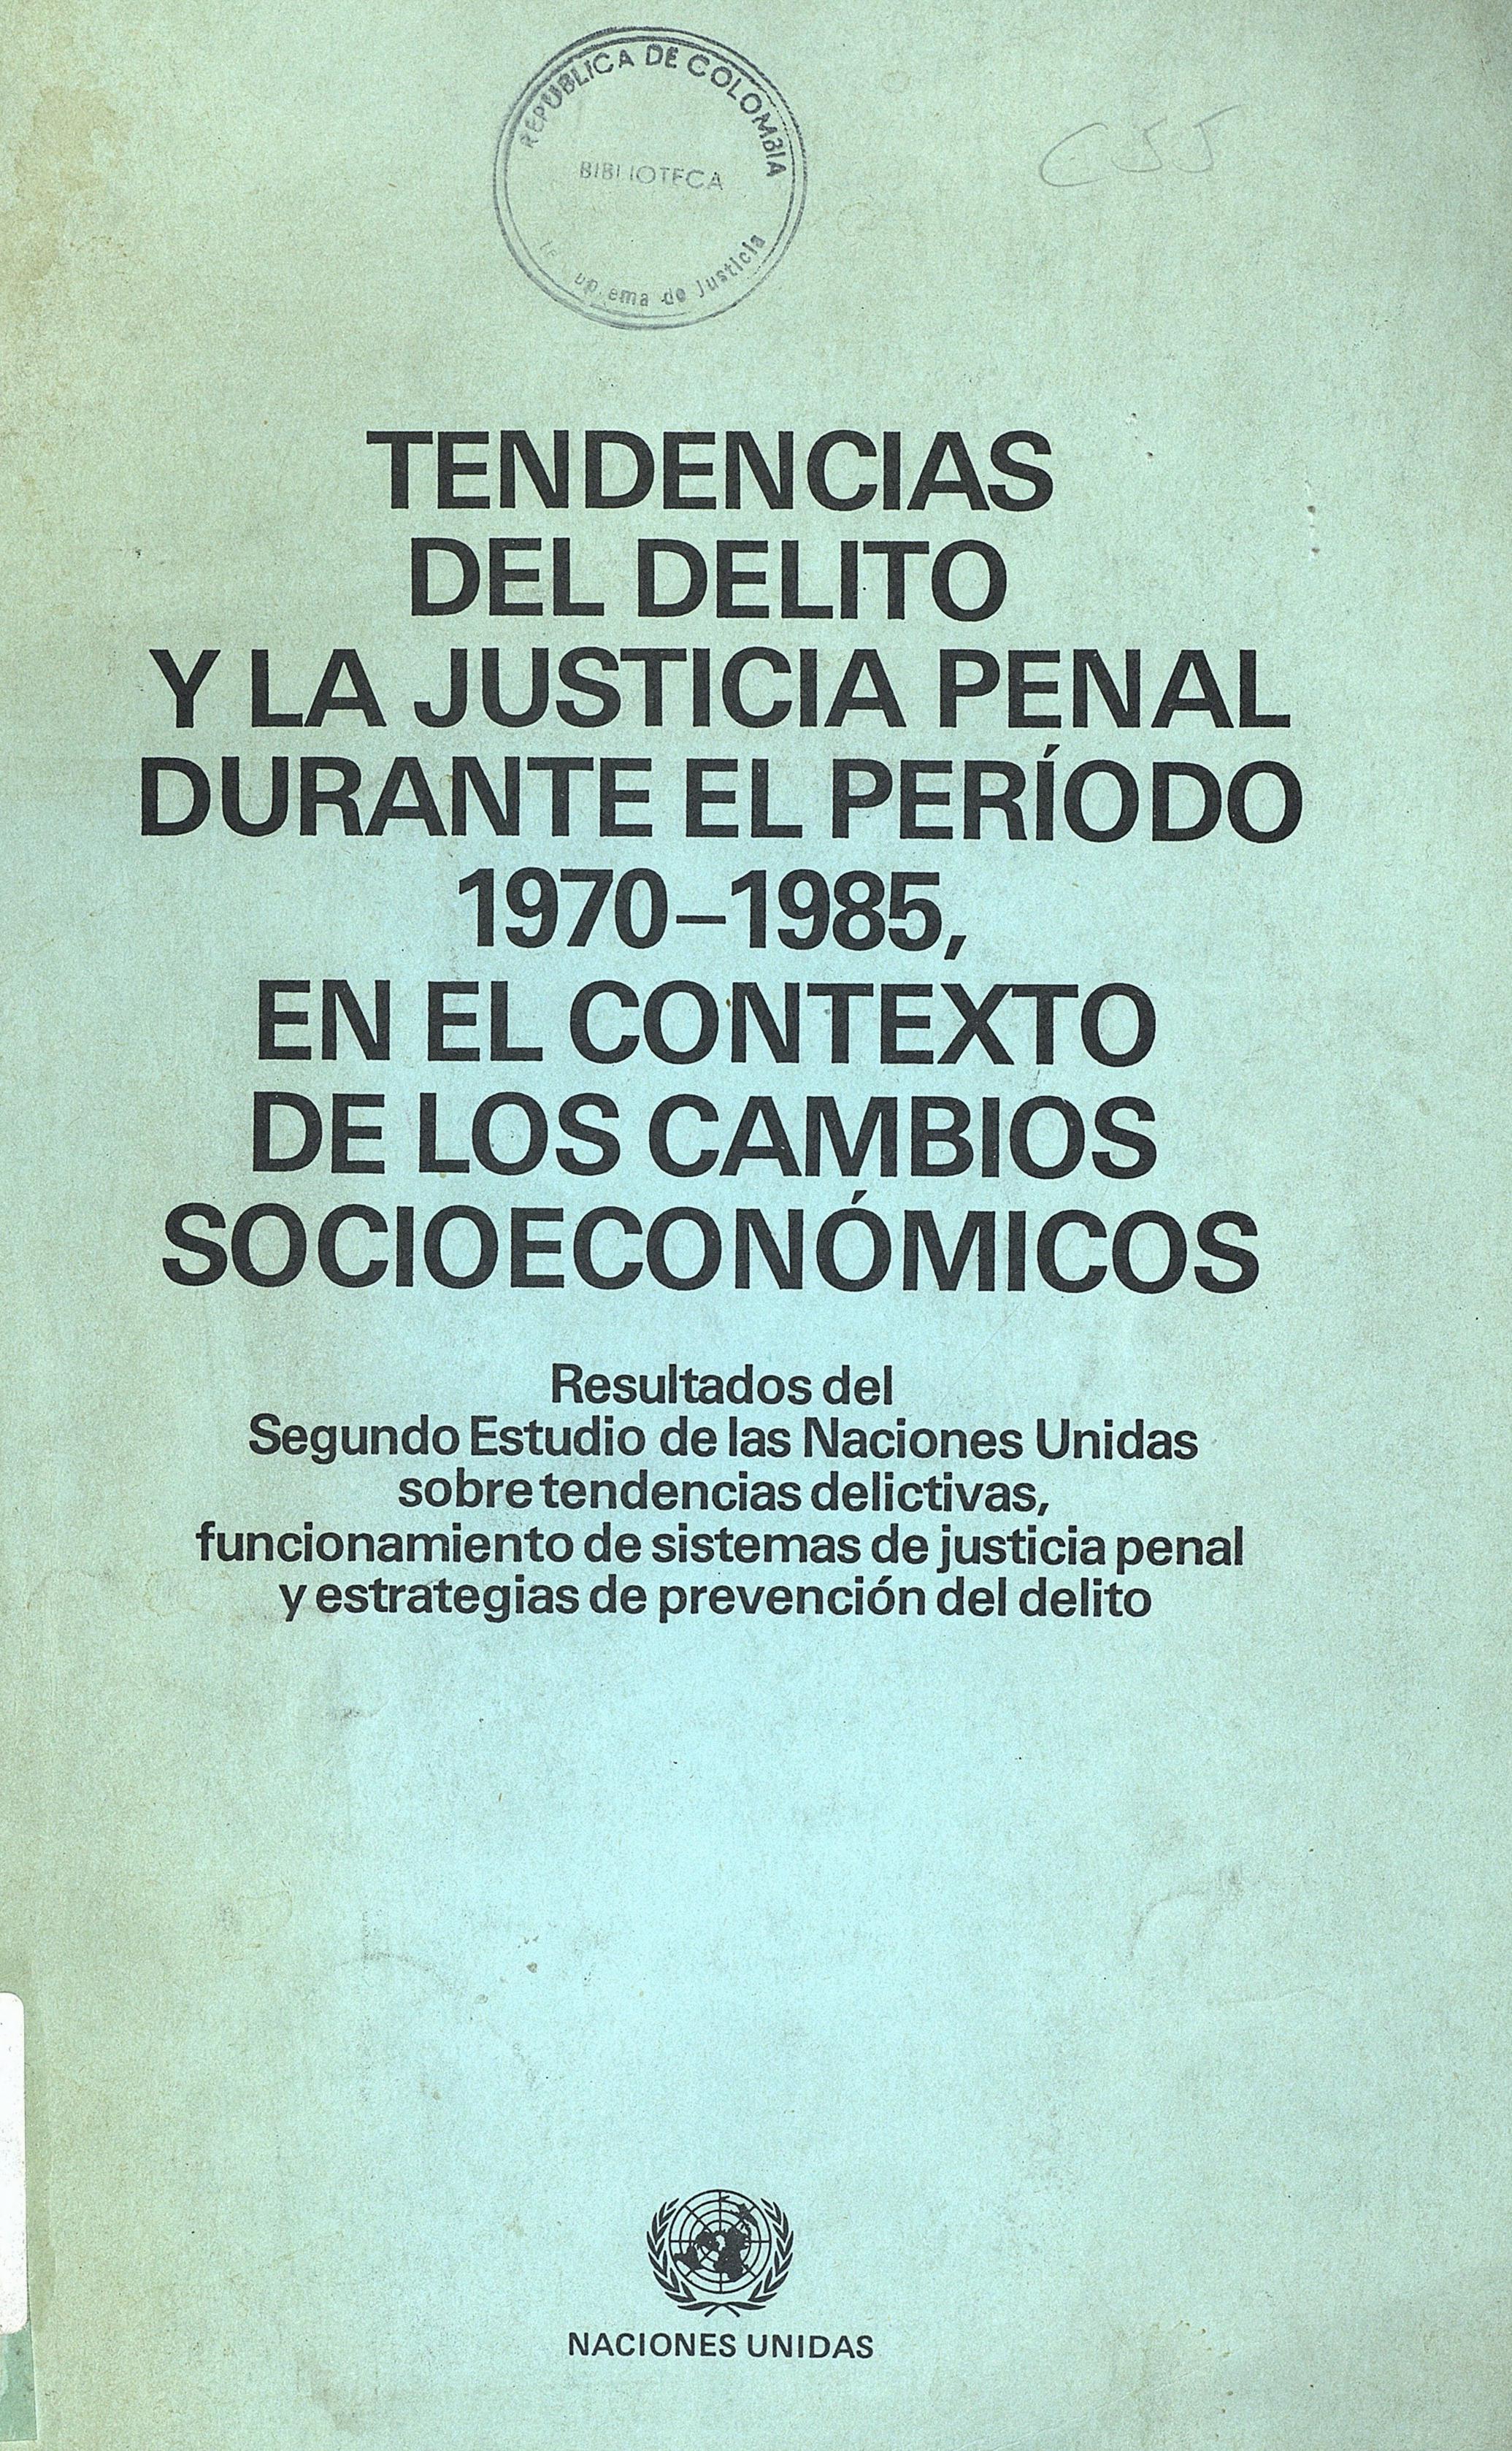 REPUBLICA DE COLOMBIA
BIBLIOTECA
de Justicia
C55
TENDENCIAS
DEL DELITO
Y LA JUSTICIA PENAL
DURANTE EL PERÍODO
1970–1985,
EN EL CONTEXTO
DE LOS CAMBIOS
SOCIOECONÓMICOS
Resultados del
Segundo Estudio de las Naciones Unidas
sobre tendencias delictivas,
funcionamiento de sistemas de justicia penal
y estrategias de prevención del delito
NACIONES UNIDAS